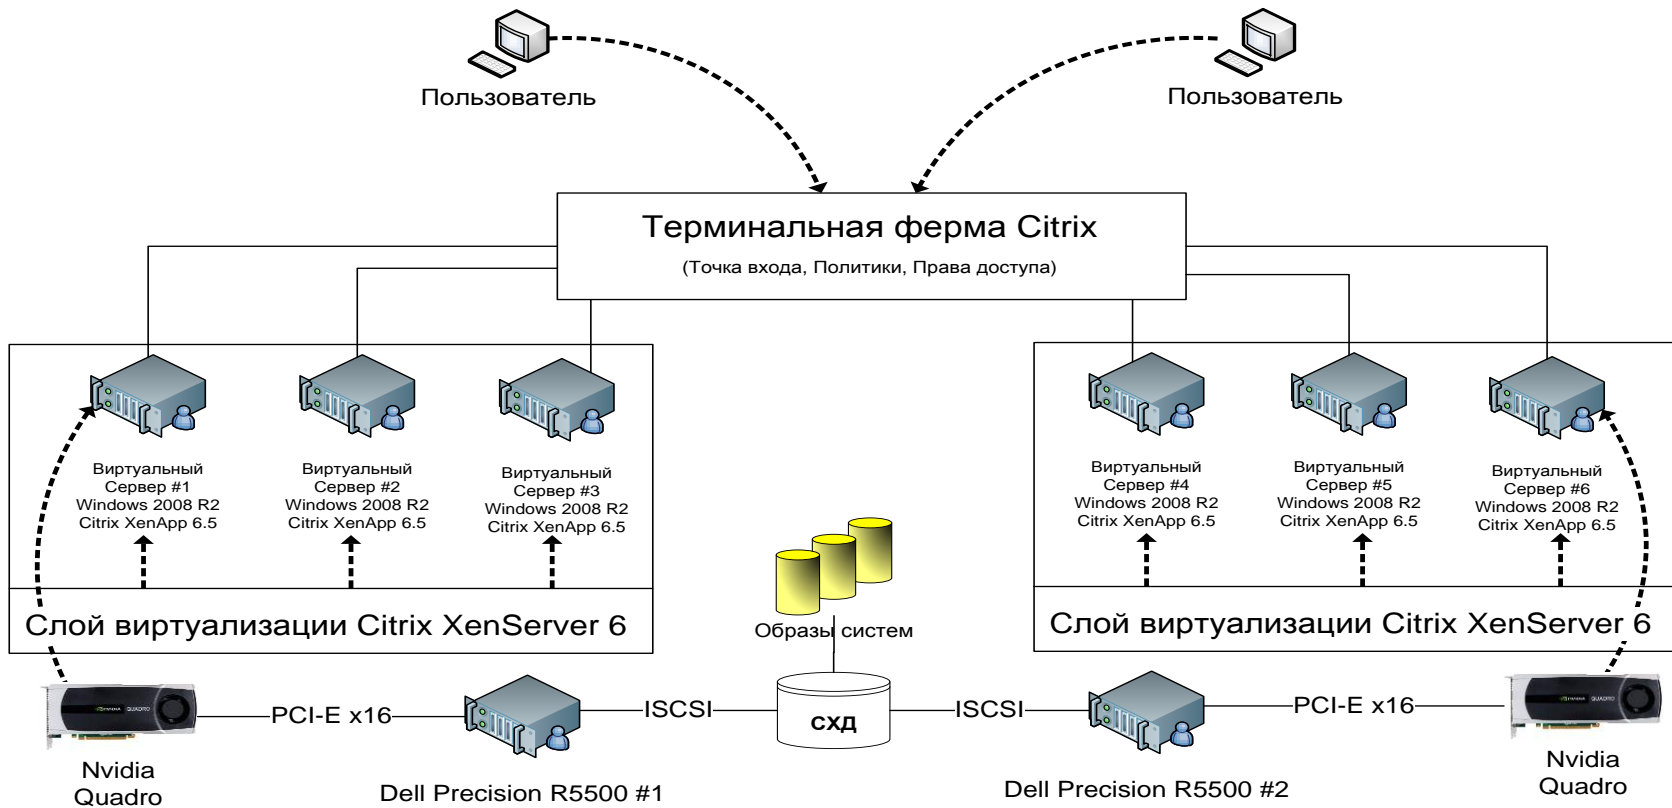 Пользователь
Пользователь
Терминальная ферма Citrix
(Точка входа, Политики, Права доступа)
Виртуальный
Сервер #1
Windows 2008 R2
Citrix XenApp 6.5
Виртуальный
Сервер #2
Windows 2008 R2
Citrix XenApp 6.5
Виртуальный
Сервер #3
Windows 2008 R2
Citrix XenApp 6.5
Виртуальный
Сервер #4
Windows 2008 R2
Citrix XenApp 6.5
Виртуальный
Сервер #5
Windows 2008 R2
Citrix XenApp 6.5
Виртуальный
Сервер #6
Windows 2008 R2
Citrix XenApp 6.5
Слой виртуализации Citrix XenServer 6
Образы систем
Слой виртуализации Citrix XenServer 6
NVIDIA QUADRO
PCI-E x16
ISCSI
СХД
ISCSI
PCI-E x16
NVIDIA QUADRO
Nvidia
Quadro
Dell Precision R5500 #1
Dell Precision R5500 #2
Nvidia
Quadro